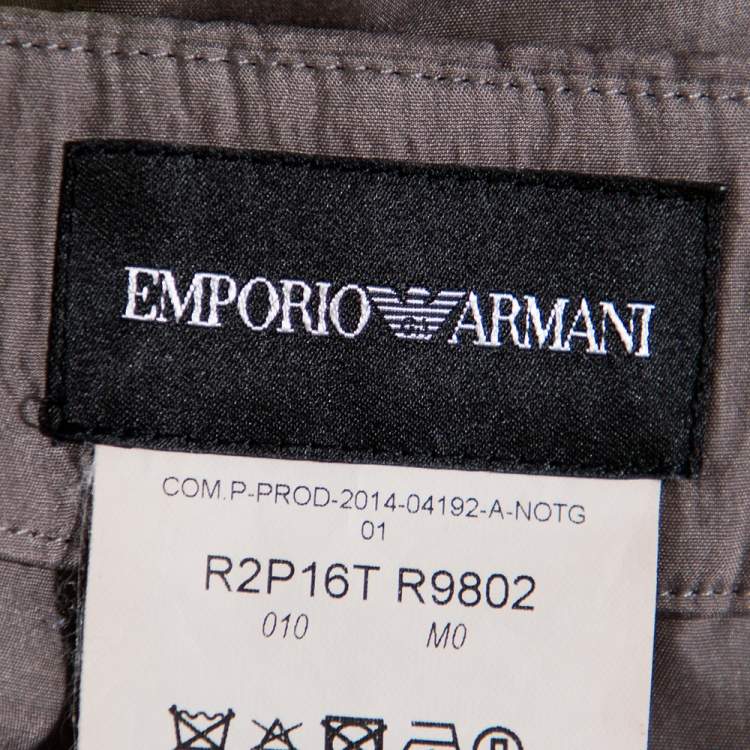 EMPORIO ARMANI
COM.P-PROD-2014-04192-A-NOTG
01
R2P16T R9802
010 M0